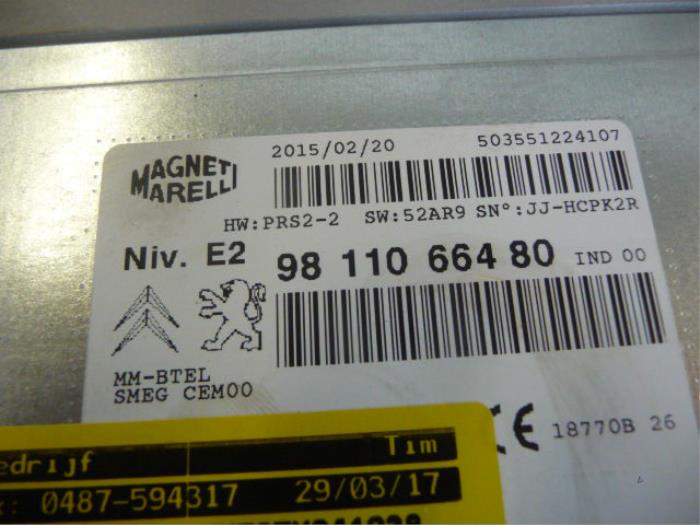 MAGNETI MARELLI
2015/02/20 503551224107
HW:PRS2-2 SW:52AR9 SN°:JJ-HCPK2R
Niv. E2 98 110 664 80 IND 00
MM-BTEL
SMEG CEM00
CE 18770B 26
edrijf Tim
x: 0487-594317 29/03/17